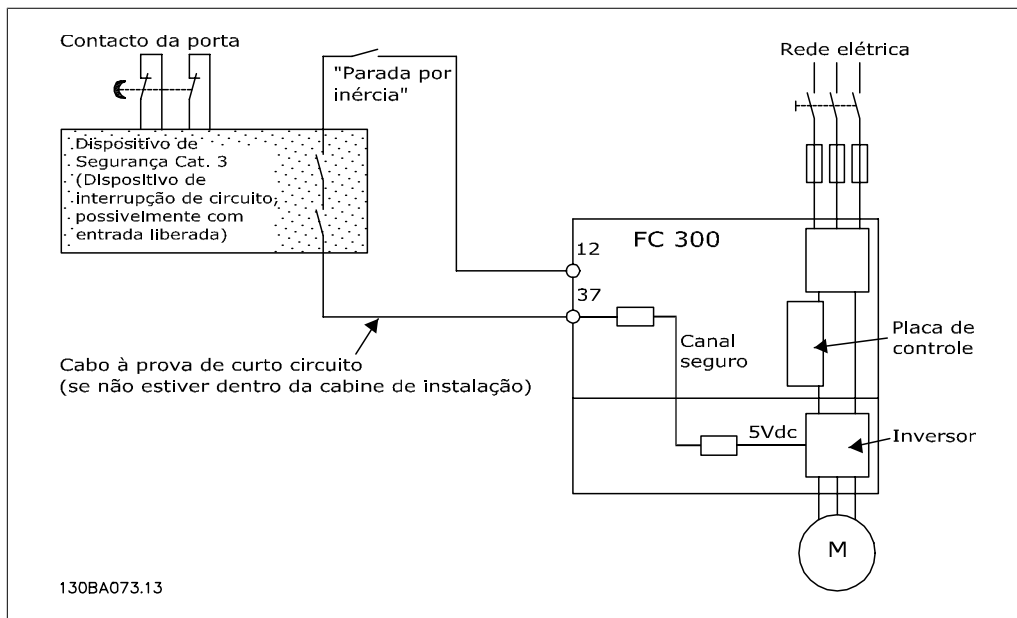 Contacto da porta
"Parada por
inércia"
Rede elétrica
Dispositivo de
Segurança Cat. 3
(Dispositivo de
interrupção de circuito,
possivelmente com
entrada liberada)
12
FC 300
37
Canal
seguro
Placa de
controle
Cabo à prova de curto circuito
(se não estiver dentro da cabine de instalação)
5Vdc
Inversor
M
130BA073.13